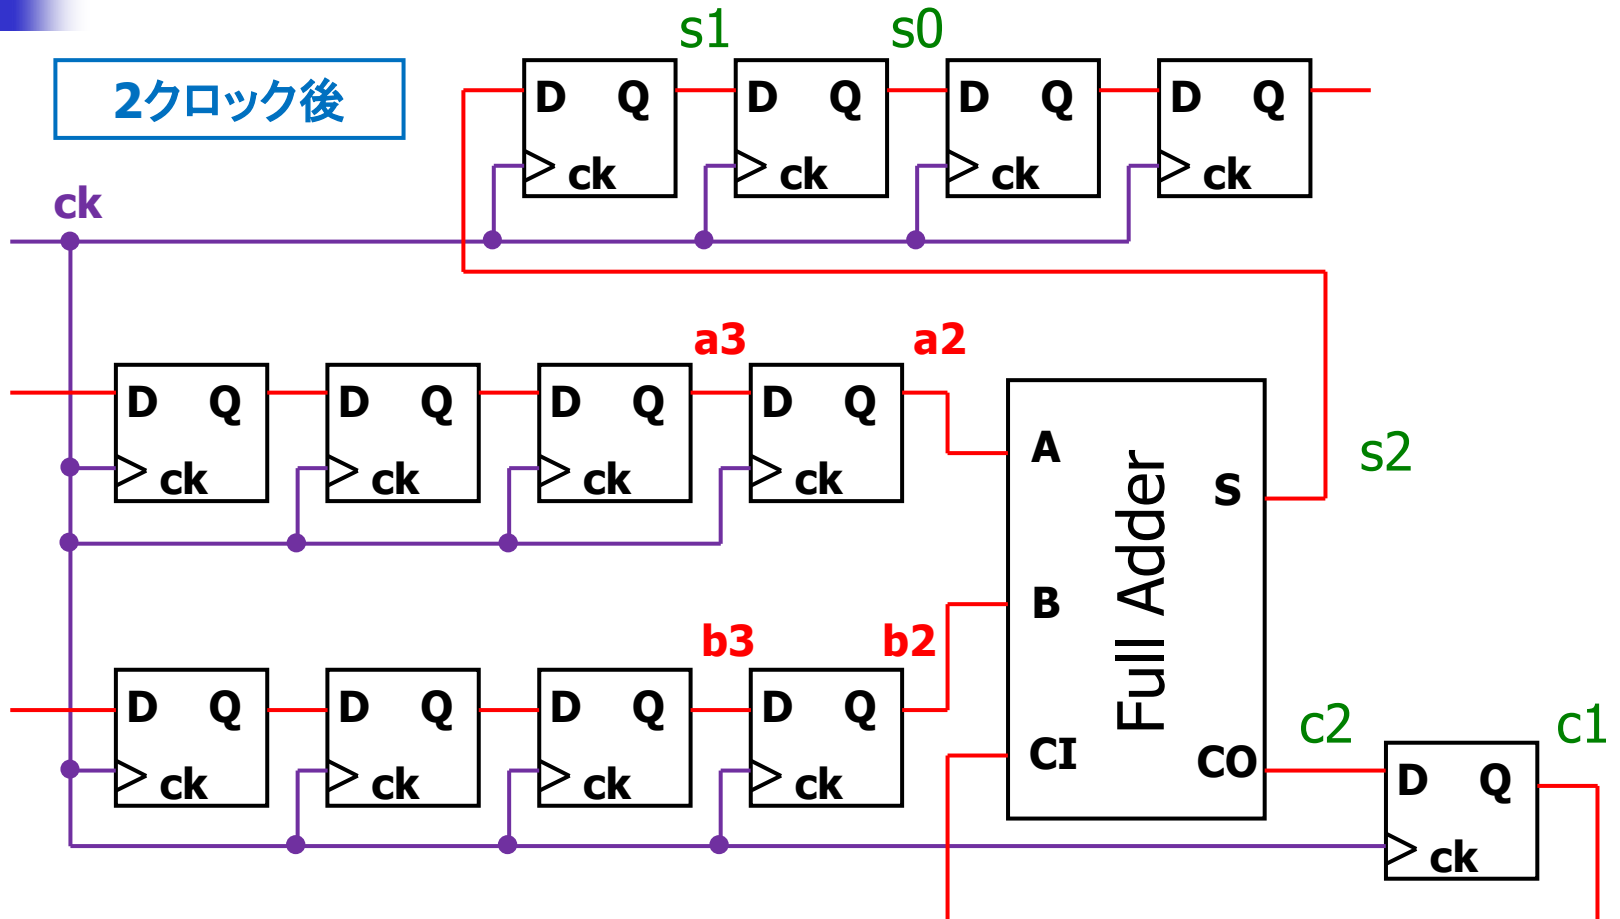 s1 s0
2クロック後
D Q D Q D Q D Q
ck ck ck ck
ck
a3 a2
D Q D Q D Q D Q
ck ck ck ck
A
B
CI
Full Adder
S
CO
s2
b3 b2
D Q D Q D Q D Q
ck ck ck ck
c2 c1
D Q
ck